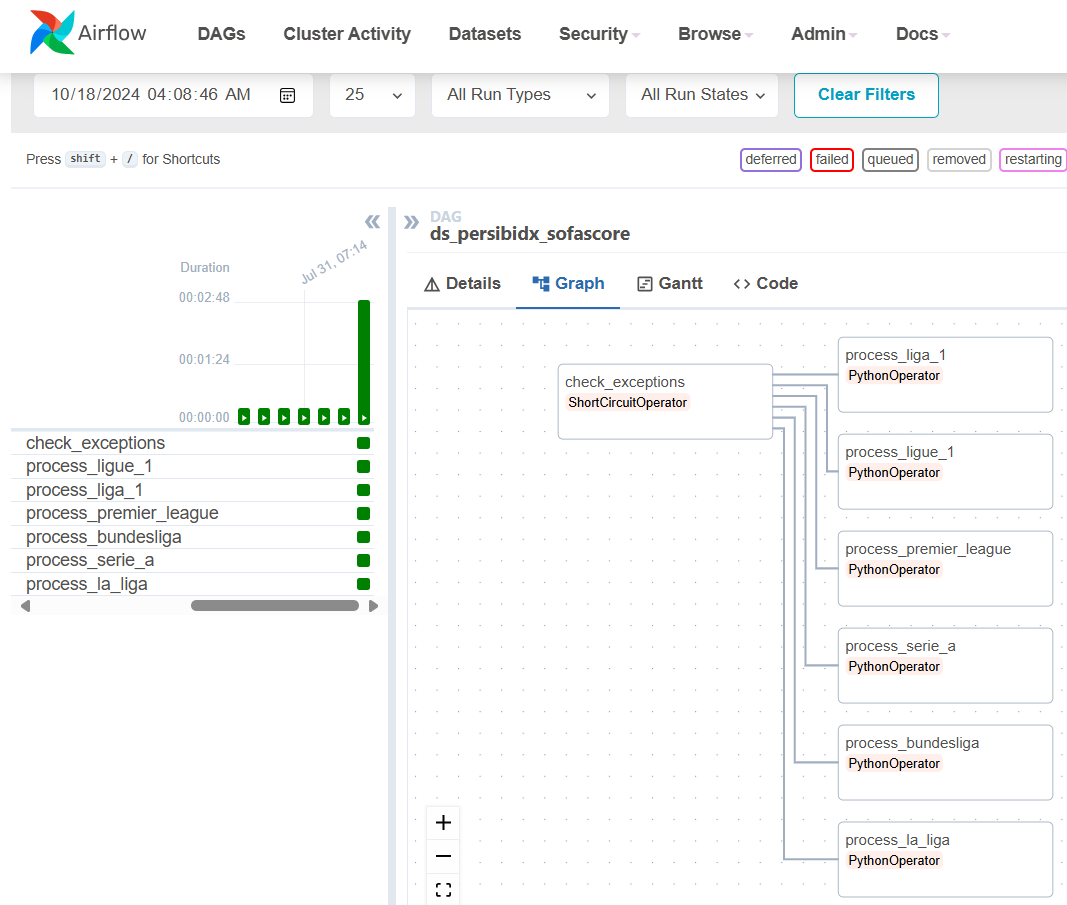 Airflow
DAGs
Cluster Activity
Datasets
Security
Browse
Admin
Docs
10/18/2024 04:08:46 AM
25
All Run Types
All Run States
Clear Filters
Press shift + / for Shortcuts
deferred
failed
queued
removed
restarting
Duration
Jul 31, 07:14
00:02:48
00:01:24
00:00:00
check_exceptions
process_ligue_1
process_liga_1
process_premier_league
process_bundesliga
process_serie_a
process_la_liga
DAG
ds_persibidx_sofascore
Details
Graph
Gantt
Code
check_exceptions
ShortCircuitOperator
process_liga_1
PythonOperator
process_ligue_1
PythonOperator
process_premier_league
PythonOperator
process_serie_a
PythonOperator
process_bundesliga
PythonOperator
process_la_liga
PythonOperator